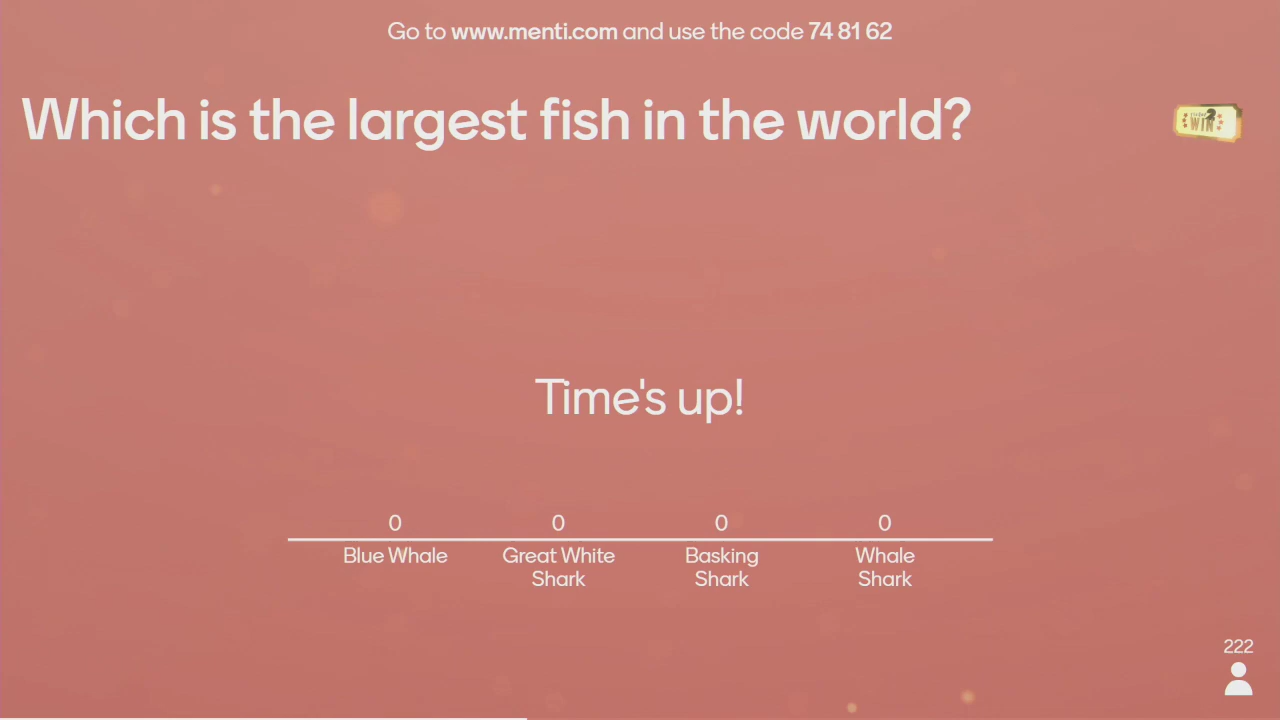 Go to www.menti.com and use the code 74 81 62
Which is the largest fish in the world?
WIN
Time's up!
0 0 0 0
Blue Whale Great White Shark Basking Shark Whale Shark
222